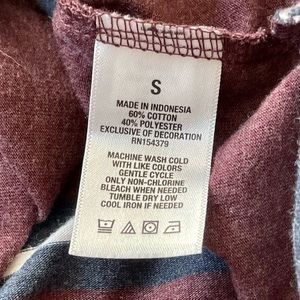 S
MADE IN INDONESIA
60% COTTON
40% POLYESTER
EXCLUSIVE OF DECORATION
RN154379
MACHINE WASH COLD
WITH LIKE COLORS
GENTLE CYCLE
ONLY NON-CHLORINE
BLEACH WHEN NEEDED
TUMBLE DRY LOW
COOL IRON IF NEEDED